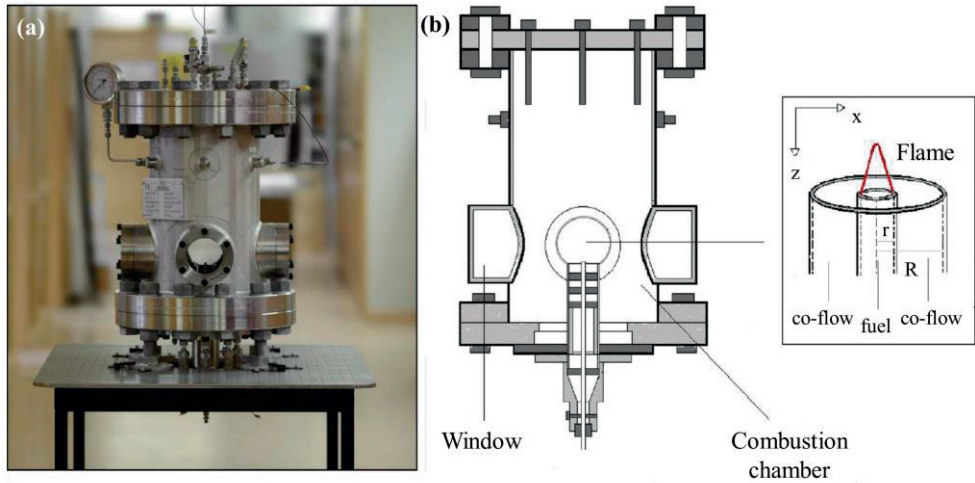 (a)
(b)
x
z
Flame
r
R
co-flow
fuel
co-flow
Window
Combustion
chamber